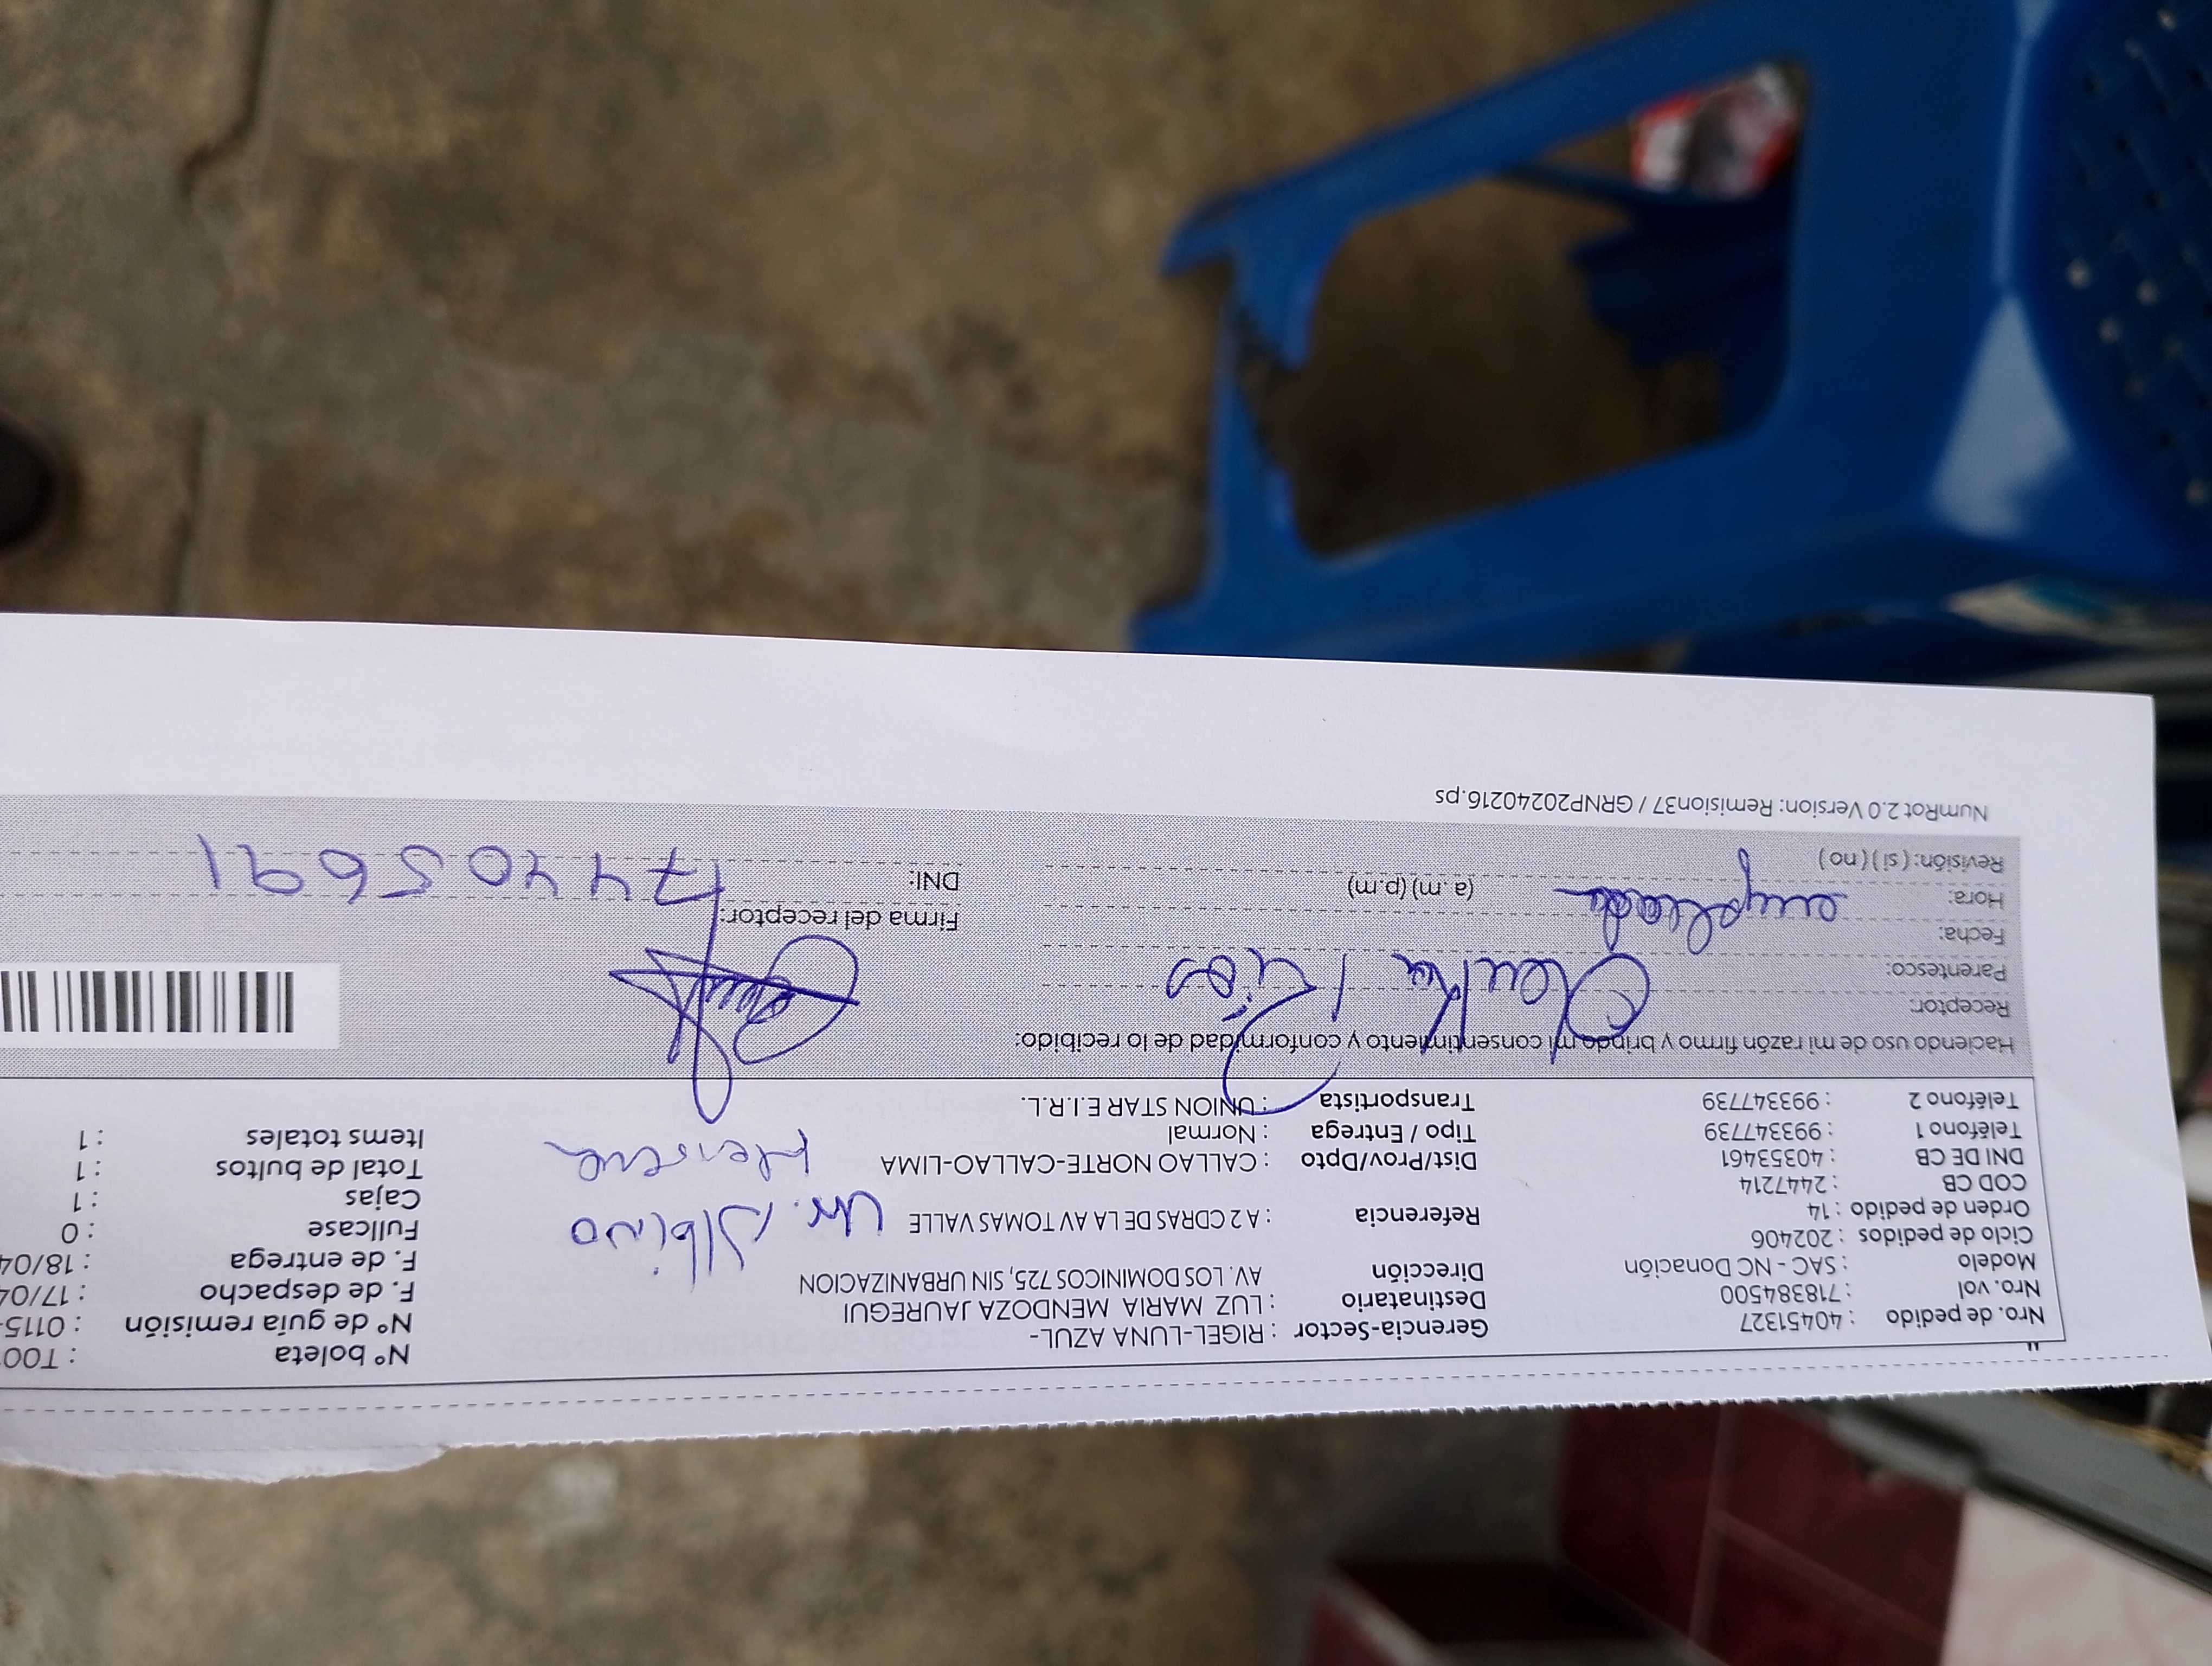 Nro. de pedido : 40451327
Nro. vol : 718384500
Modelo : SAC - NC Donación
Ciclo de pedidos : 202406
Orden de pedido : 14
COD CB : 2447214
DNI DE CB : 40353461
Teléfono 1 : 993347739
Teléfono 2 : 993347739
Gerencia-Sector : RIGEL-LUNA AZUL-
Destinatario : LUZ MARIA MENDOZA JAUREGUI
Dirección AV. LOS DOMINICOS 725, SIN URBANIZACION
Referencia : A 2 CDRAS DE LA AV TOMAS VALLE
Dist/Prov/Dpto : CALLAO NORTE-CALLAO-LIMA
Tipo / Entrega : Normal
Transportista : UNION STAR E.I.R.L.
Ur. Albino
Herrera
N° boleta : T00
N° de guía remisión : 0115-
F. de despacho : 17/04
F. de entrega : 18/04
Fullcase : 0
Cajas : 1
Total de bultos : 1
Items totales : 1
Haciendo uso de mi razón firmo y brindo mi consentimiento y conformidad de lo recibido:
Receptor:
Parentesco:
Ríos
Fecha:
Hora: empleada (a. m) (p.m)
Revisión: ( si ) ( no )
Firma del receptor:
DNI: 74405691
NumRot 2.0 Version: Remision37 / GRNP20240216.ps